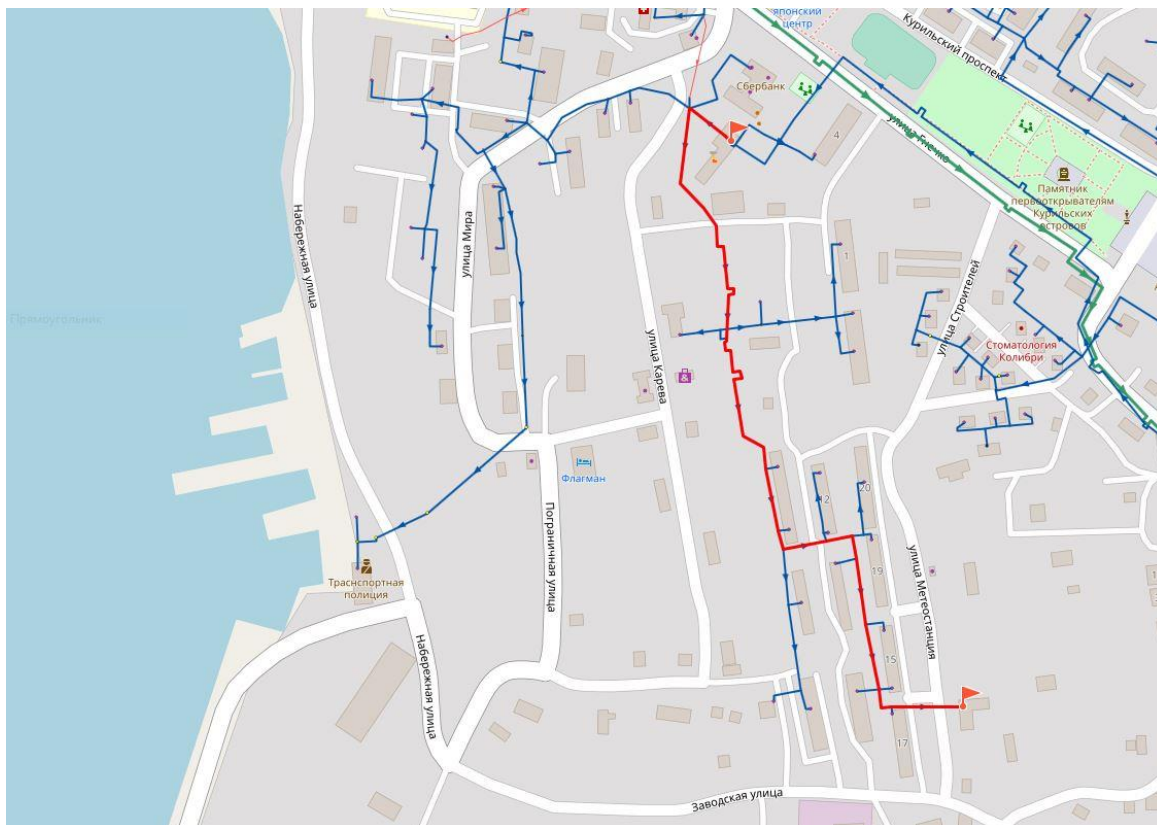 японский
центр
Курильский проспект
Сбербанк
4
улица Гнечко
Памятник
первооткрывателям
Курильских
островов
Набережная улица
улица Мира
1
улица Строителей
Прямоугольник
Стоматология
Колибри
улица Карева
Флагман
12
20
Пограничная улица
19
улица Метеостанция
Траснспортная
полиция
15
Набережная улица
17
Заводская улица